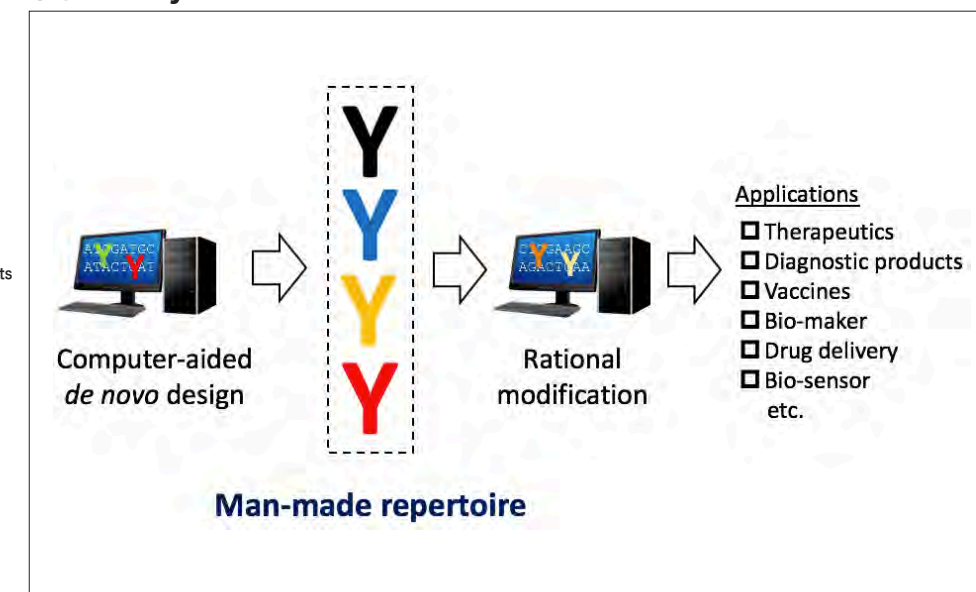 ts
Y
Y
Y
Y
Computer-aided
de novo design
Rational
modification
Man-made repertoire
Applications
Therapeutics
Diagnostic products
Vaccines
Bio-maker
Drug delivery
Bio-sensor
etc.